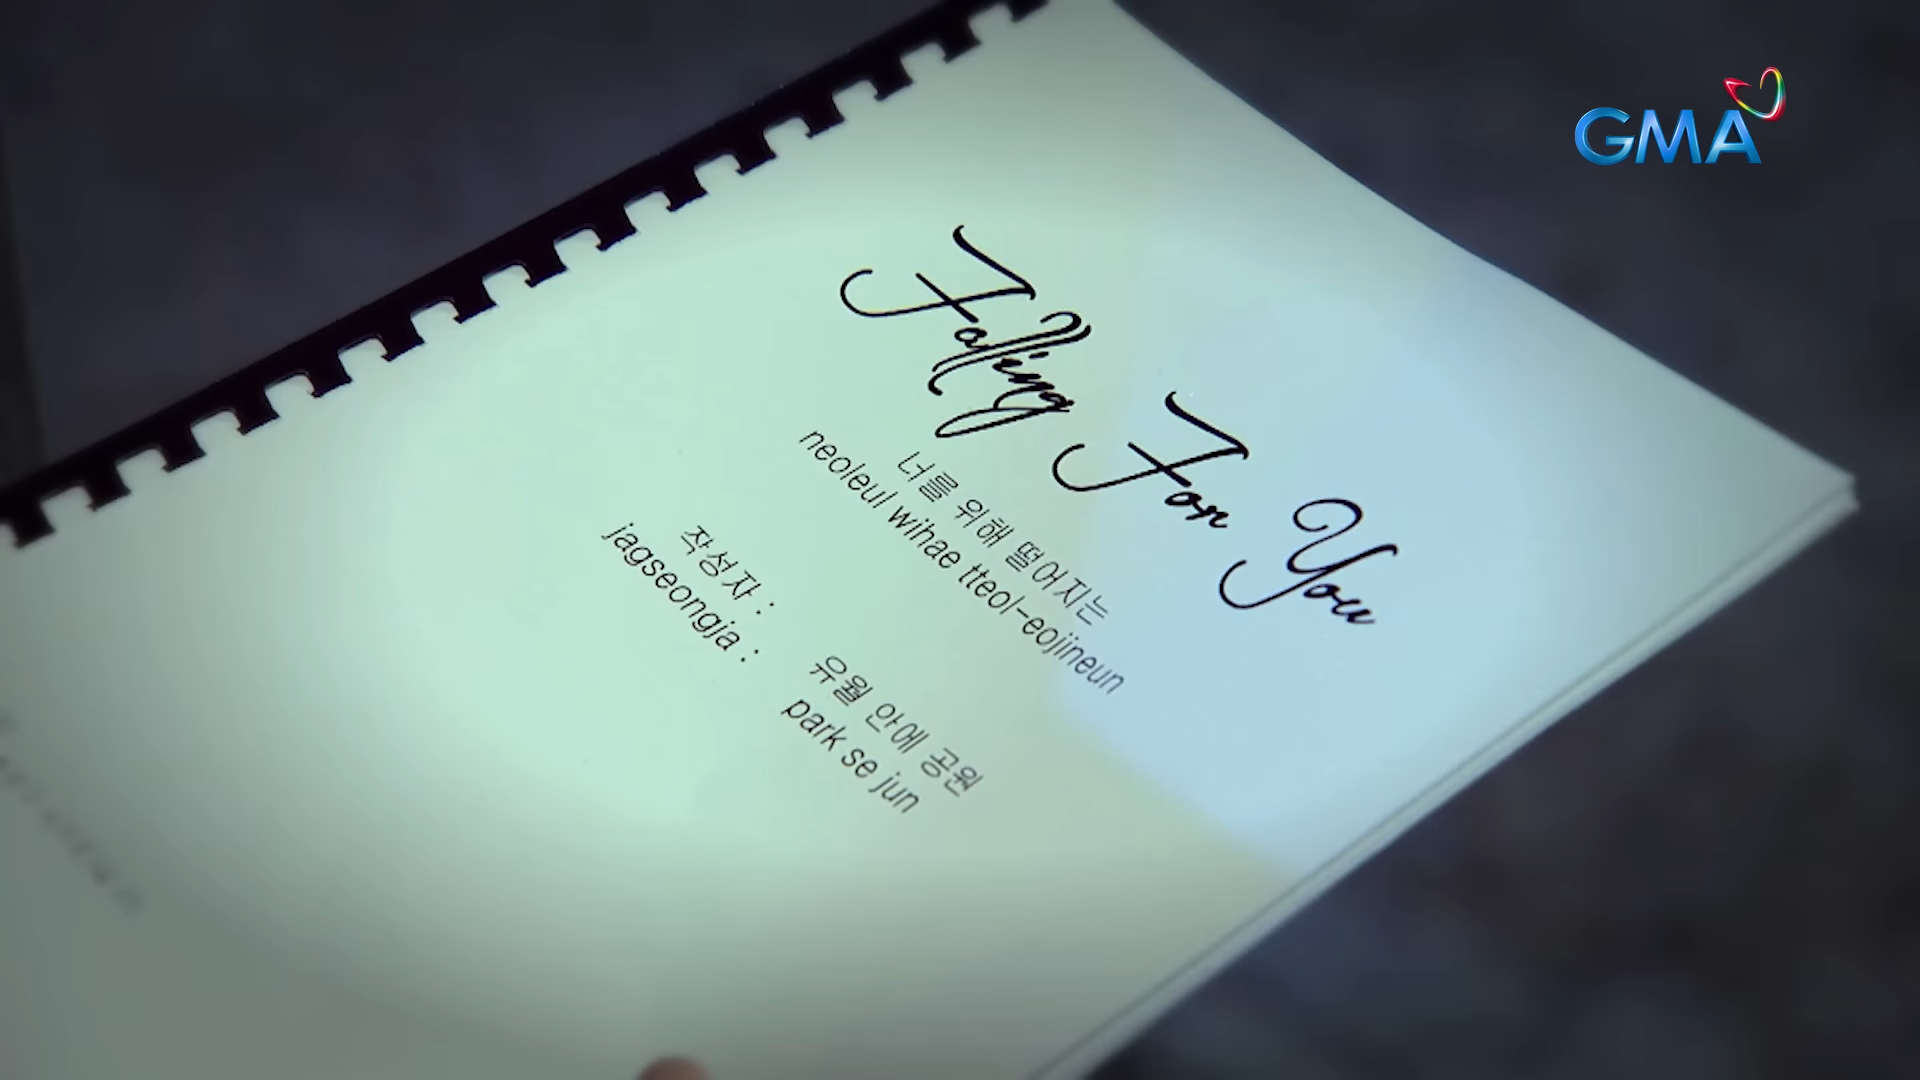 GMA
Falling For You
너를 위해 떨어지는
neoleul wihae tteol-eojineun
작성자 :
jagseongja :
유월 안에 공원
park se jun